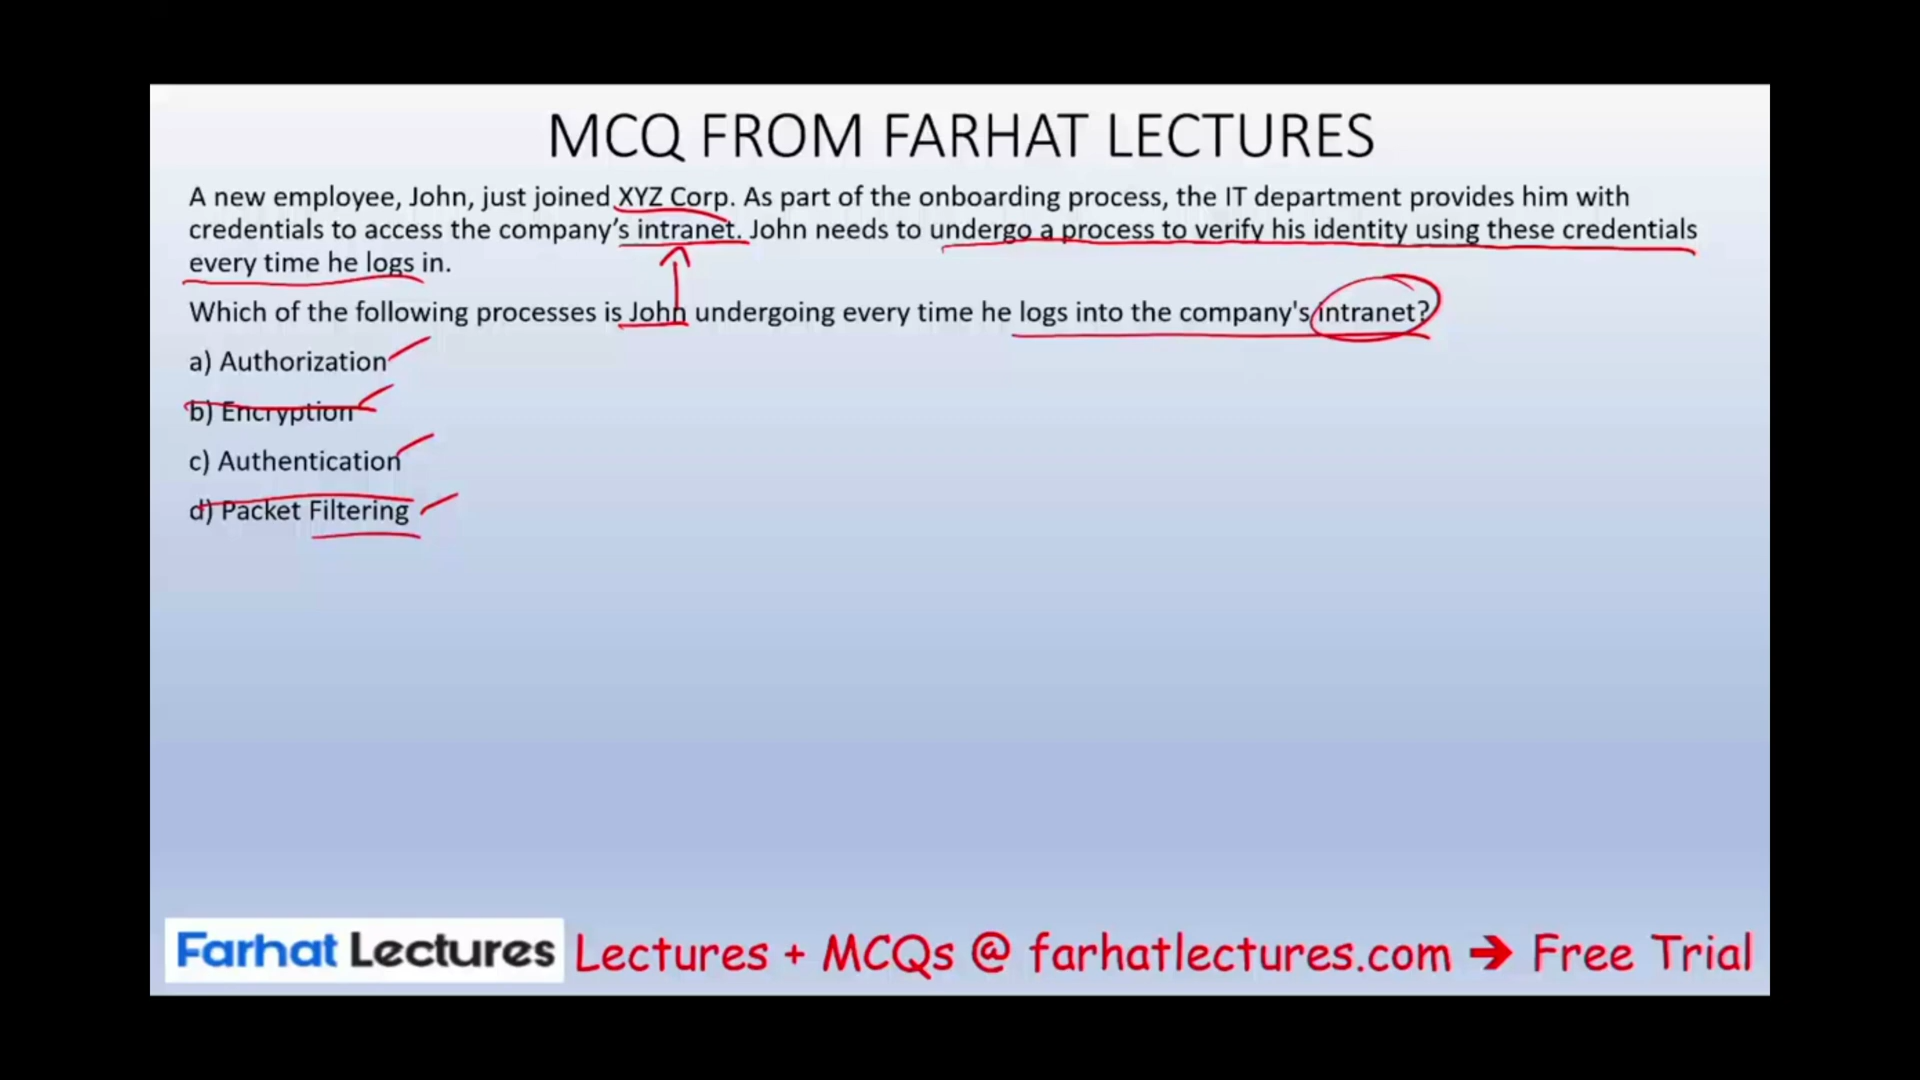 MCQ FROM FARHAT LECTURES
A new employee, John, just joined XYZ Corp. As part of the onboarding process, the IT department provides him with
credentials to access the company’s intranet. John needs to undergo a process to verify his identity using these credentials
every time he logs in.
Which of the following processes is John undergoing every time he logs into the company's intranet?
a) Authorization
b) Encryption
c) Authentication
d) Packet Filtering
Farhat Lectures Lectures + MCQs @ farhatlectures.com ➔ Free Trial